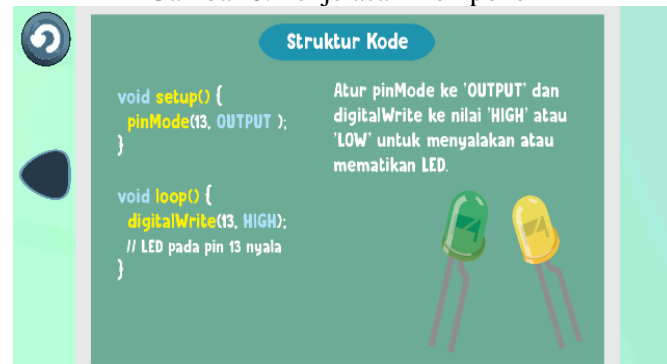 Struktur Kode
void setup() {
pinMode(13, OUTPUT );
}
void loop() {
digitalWrite(13, HIGH);
// LED pada pin 13 nyala
}
Atur pinMode ke 'OUTPUT' dan
digitalWrite ke nilai 'HIGH' atau
'LOW' untuk menyalakan atau
mematikan LED.